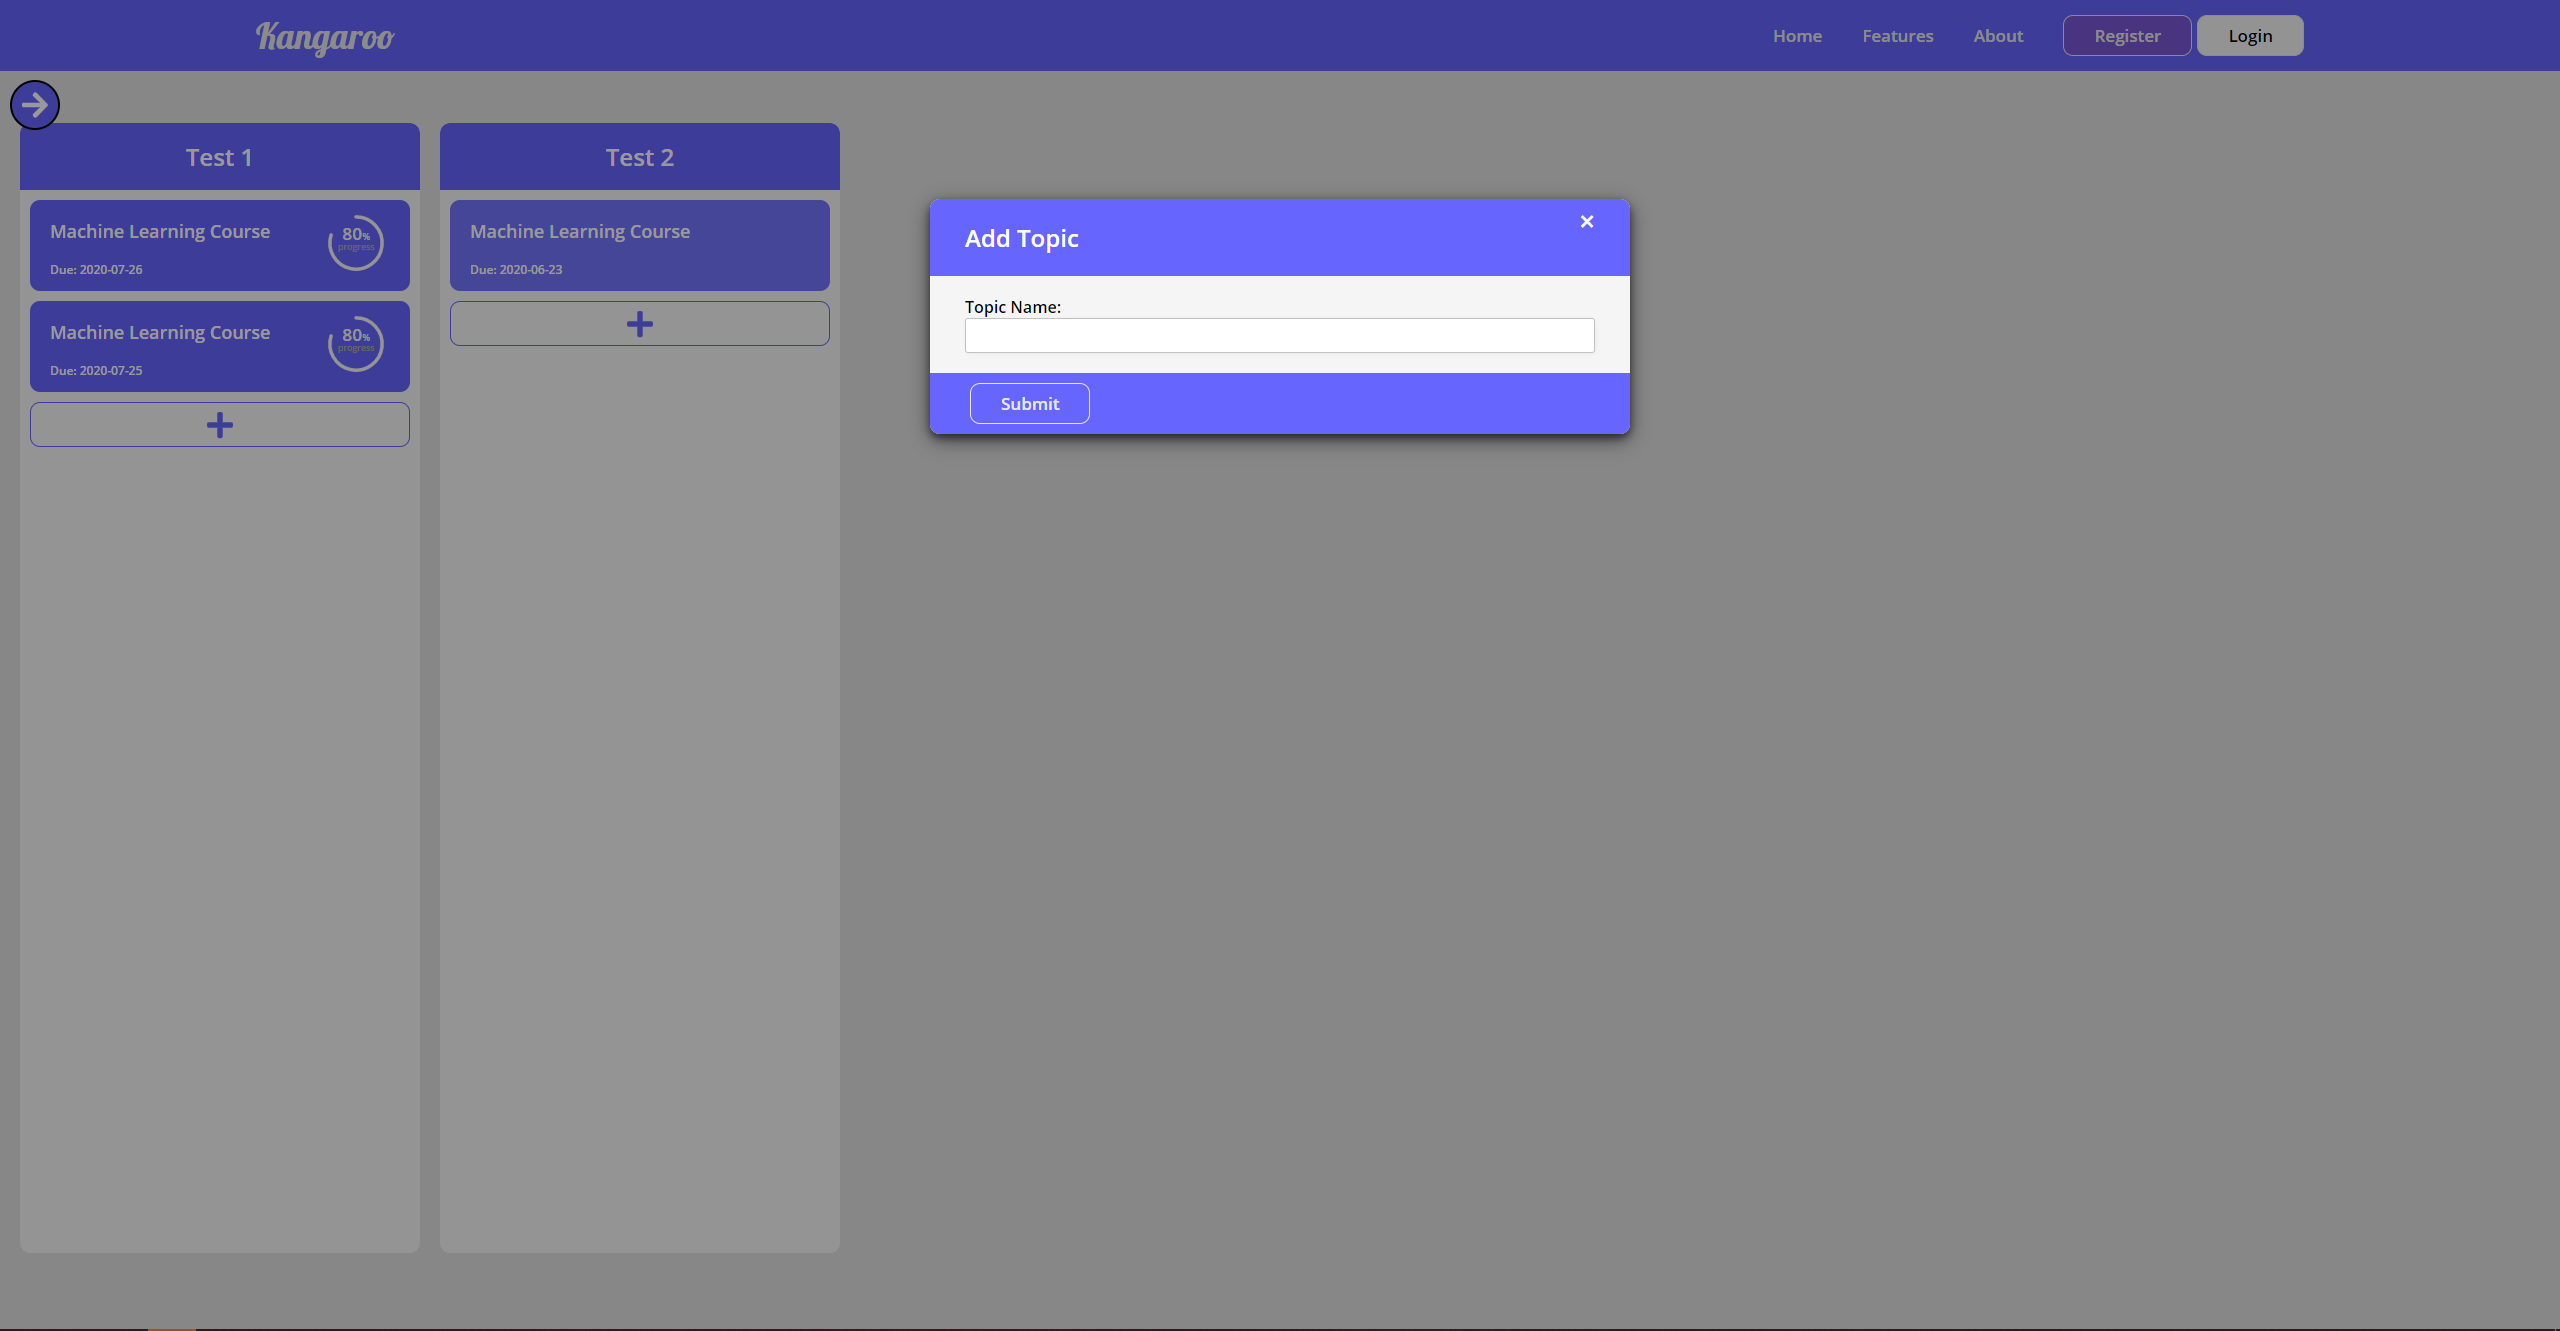 Kangaroo
Home Features About Register Login
Test 1
Machine Learning Course
80%
progress
Due: 2020-07-26
Machine Learning Course
80%
progress
Due: 2020-07-25
Test 2
Machine Learning Course
Due: 2020-06-23
Add Topic
Topic Name:
Submit